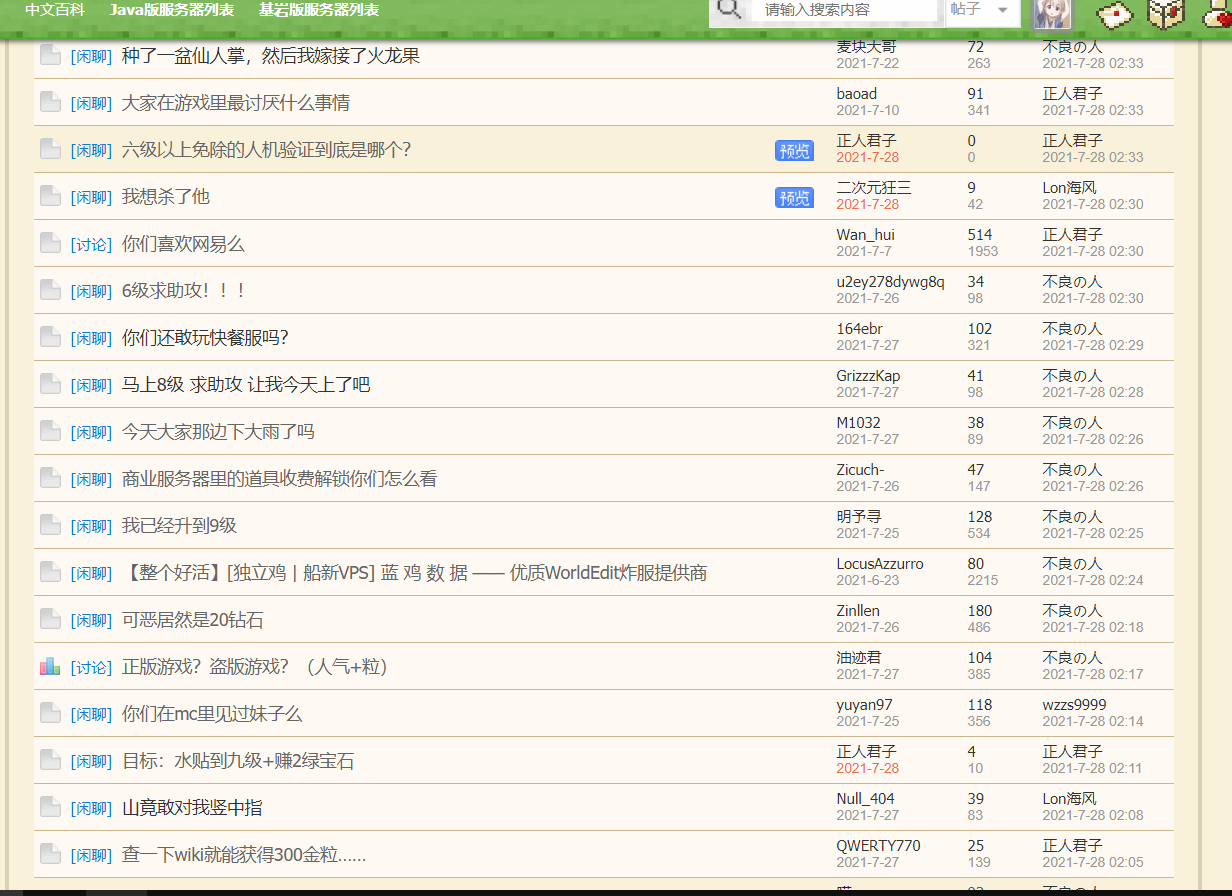 中文百科 Java版服务器列表 基岩版服务器列表 请输入搜索内容 帖子
[闲聊] 种了一盆仙人掌，然后我嫁接了火龙果 麦块大哥 72 不良の人
2021-7-22 263 2021-7-28 02:33
[闲聊] 大家在游戏里最讨厌什么事情 baoad 91 正人君子
2021-7-10 341 2021-7-28 02:33
[闲聊] 六级以上免除的人机验证到底是哪个? 预览 正人君子 0 正人君子
2021-7-28 0 2021-7-28 02:33
[闲聊] 我想杀了他 预览 二次元狂三 9 Lon海风
2021-7-28 42 2021-7-28 02:30
[讨论] 你们喜欢网易么 Wan_hui 514 正人君子
2021-7-7 1953 2021-7-28 02:30
[闲聊] 6级求助攻！！！ u2ey278dywg8q 34 不良の人
2021-7-26 98 2021-7-28 02:30
[闲聊] 你们还敢玩快餐服吗? 164ebr 102 不良の人
2021-7-27 321 2021-7-28 02:29
[闲聊] 马上8级 求助攻 让我今天上了吧 GrizzzKap 41 不良の人
2021-7-27 98 2021-7-28 02:28
[闲聊] 今天大家那边下大雨了吗 M1032 38 不良の人
2021-7-27 89 2021-7-28 02:26
[闲聊] 商业服务器里的道具收费解锁你们怎么看 Zicuch- 47 不良の人
2021-7-26 147 2021-7-28 02:26
[闲聊] 我已经升到9级 明予寻 128 不良の人
2021-7-25 534 2021-7-28 02:25
[闲聊] 【整个好活】[独立鸡 | 船新VPS] 蓝 鸡 数 据 —— 优质WorldEdit炸服提供商 LocusAzzurro 80 不良の人
2021-6-23 2215 2021-7-28 02:24
[闲聊] 可恶居然是20钻石 Zinllen 180 不良の人
2021-7-26 486 2021-7-28 02:18
[讨论] 正版游戏？盗版游戏？（人气+粒） 油迹君 104 不良の人
2021-7-27 385 2021-7-28 02:17
[闲聊] 你们在mc里见过妹子么 yuyan97 118 wzzs9999
2021-7-25 356 2021-7-28 02:14
[闲聊] 目标：水贴到九级+赚2绿宝石 正人君子 4 正人君子
2021-7-28 10 2021-7-28 02:11
[闲聊] 山竟敢对我竖中指 Null_404 39 Lon海风
2021-7-27 83 2021-7-28 02:08
[闲聊] 查一下wiki就能获得300金粒...... QWERTY770 25 正人君子
2021-7-27 139 2021-7-28 02:05